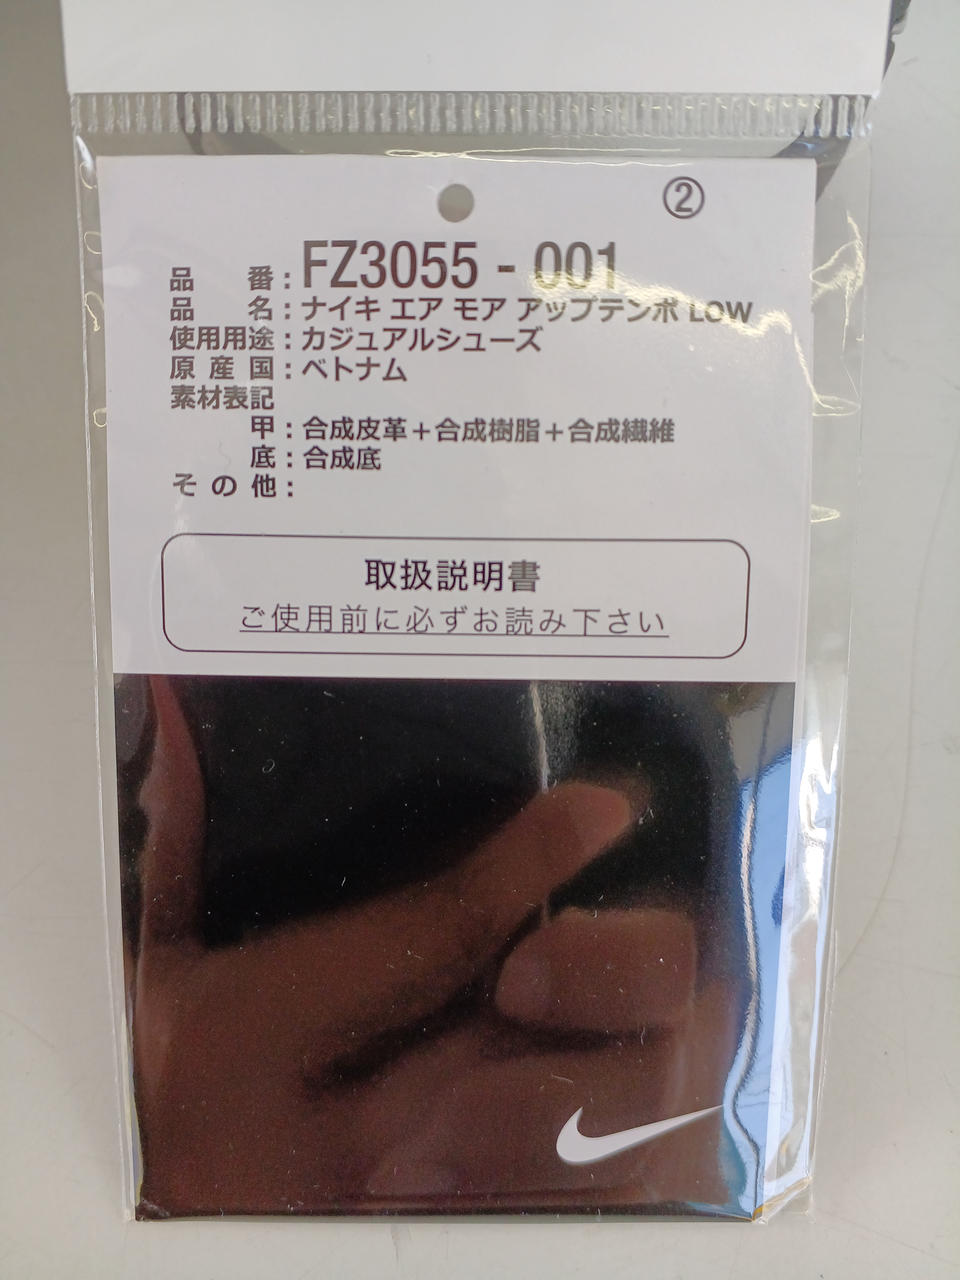 ②
品番：FZ3055 - 001
品名：ナイキ エア モア アップテンポ LOW
使用用途：カジュアルシューズ
原産国：ベトナム
素材表記
甲：合成皮革＋合成樹脂＋合成繊維
底：合成底
その他：
取扱説明書
ご使用前に必ずお読み下さい